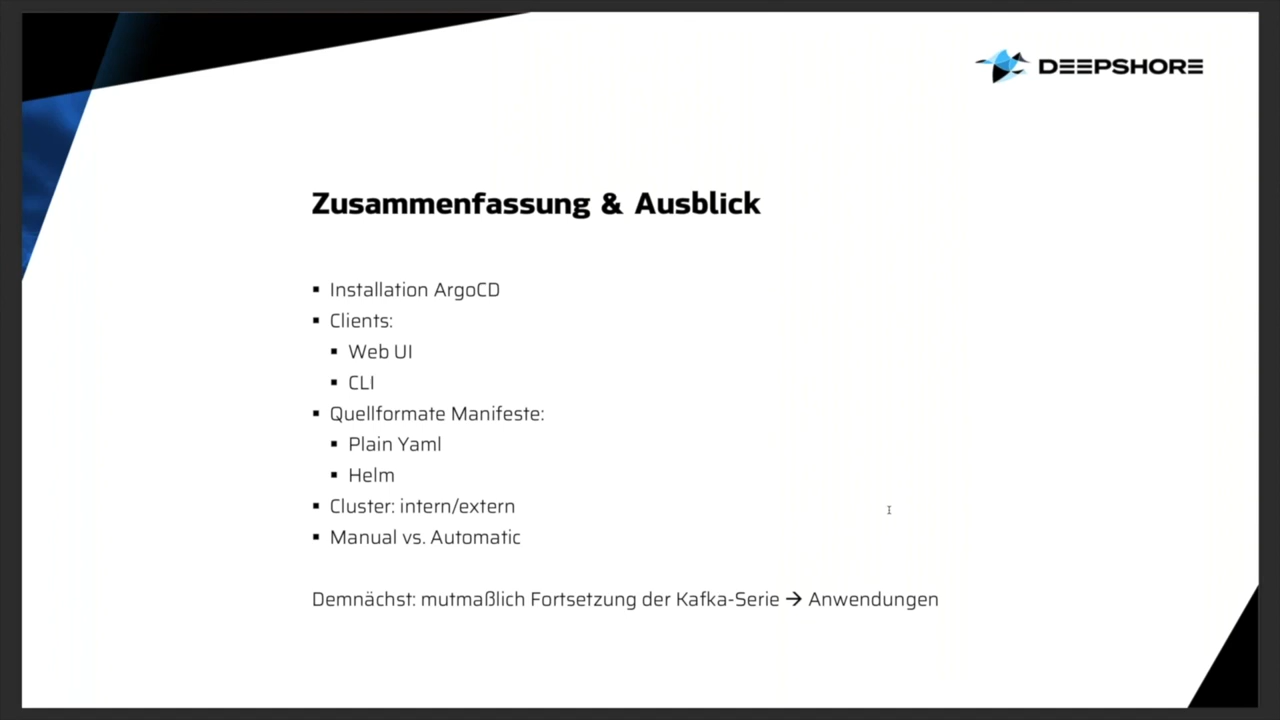 DEEPSHORE
Zusammenfassung & Ausblick
▪ Installation ArgoCD
▪ Clients:
▪ Web UI
▪ CLI
▪ Quellformate Manifeste:
▪ Plain Yaml
▪ Helm
▪ Cluster: intern/extern
▪ Manual vs. Automatic
Demnächst: mutmaßlich Fortsetzung der Kafka-Serie → Anwendungen